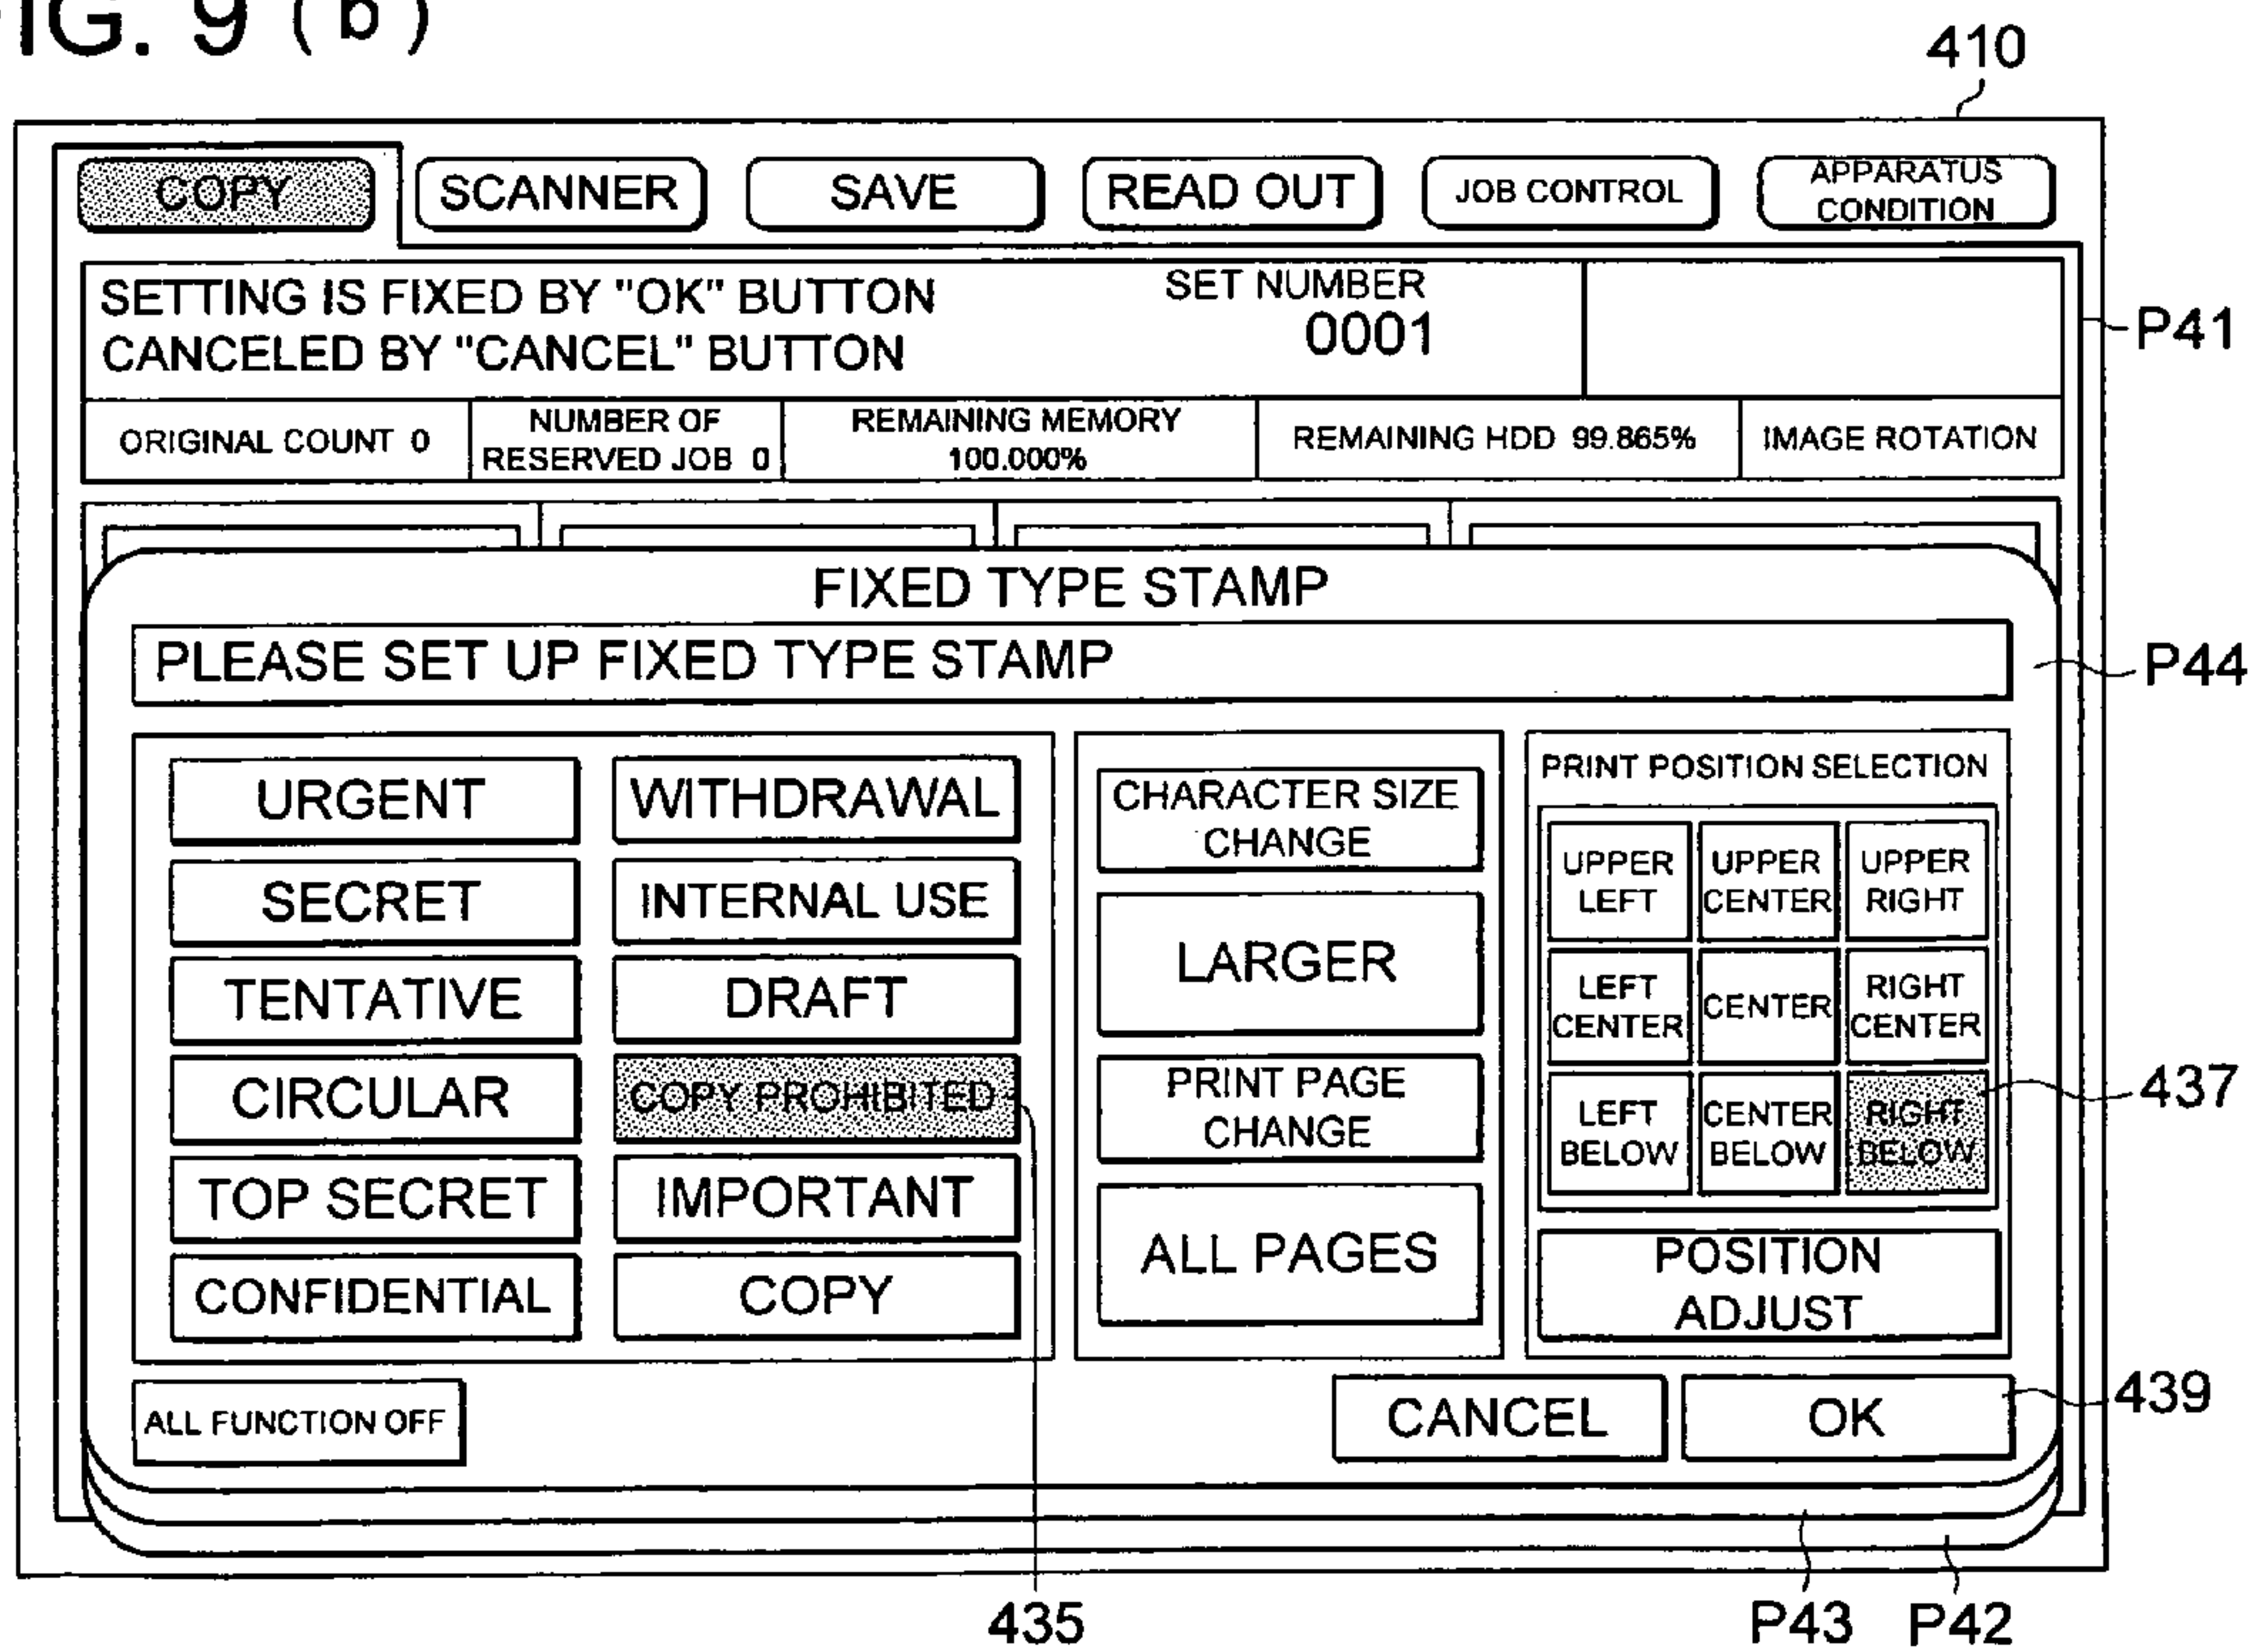 FIG. 9 (b)
410
COPY
SCANNER
SAVE
READ OUT
JOB CONTROL
APPARATUS
CONDITION
SETTING IS FIXED BY "OK" BUTTON
CANCELED BY "CANCEL" BUTTON
SET NUMBER
0001
P41
ORIGINAL COUNT 0
NUMBER OF
RESERVED JOB 0
REMAINING MEMORY
100.000%
REMAINING HDD 99.865%
IMAGE ROTATION
FIXED TYPE STAMP
PLEASE SET UP FIXED TYPE STAMP
P44
URGENT
WITHDRAWAL
SECRET
INTERNAL USE
TENTATIVE
DRAFT
CIRCULAR
COPY PROHIBITED
TOP SECRET
IMPORTANT
CONFIDENTIAL
COPY
CHARACTER SIZE
CHANGE
LARGER
PRINT PAGE
CHANGE
ALL PAGES
PRINT POSITION SELECTION
UPPER
LEFT
UPPER
CENTER
UPPER
RIGHT
LEFT
CENTER
CENTER
RIGHT
CENTER
LEFT
BELOW
CENTER
BELOW
RIGHT
BELOW
437
POSITION
ADJUST
ALL FUNCTION OFF
CANCEL
OK
439
435
P43
P42